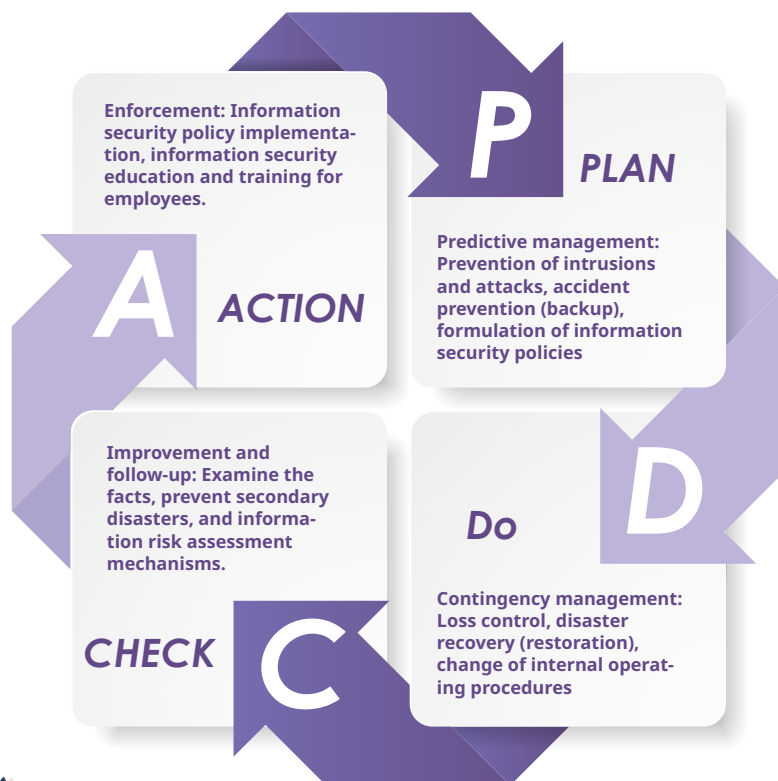 Enforcement: Information
security policy implementa-
tion, information security
education and training for
employees.
A
ACTION
P
PLAN
Predictive management:
Prevention of intrusions
and attacks, accident
prevention (backup),
formulation of information
security policies
Improvement and
follow-up: Examine the
facts, prevent secondary
disasters, and informa-
tion risk assessment
mechanisms.
CHECK
C
D
Do
Contingency management:
Loss control, disaster
recovery (restoration),
change of internal operat-
ing procedures